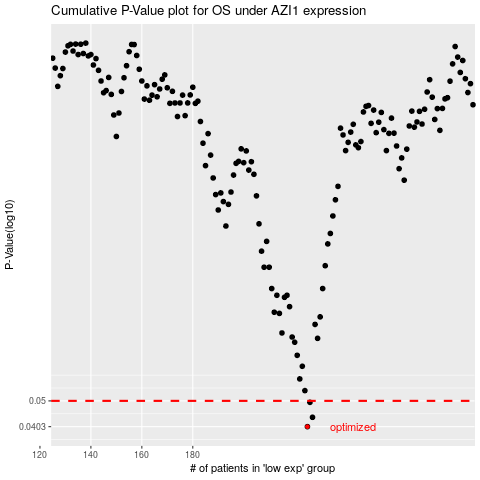 Cumulative P-Value plot for OS under AZI1 expression
P-Value(log10)
0.05
0.0403
optimized
120 140 160 180
# of patients in 'low exp' group